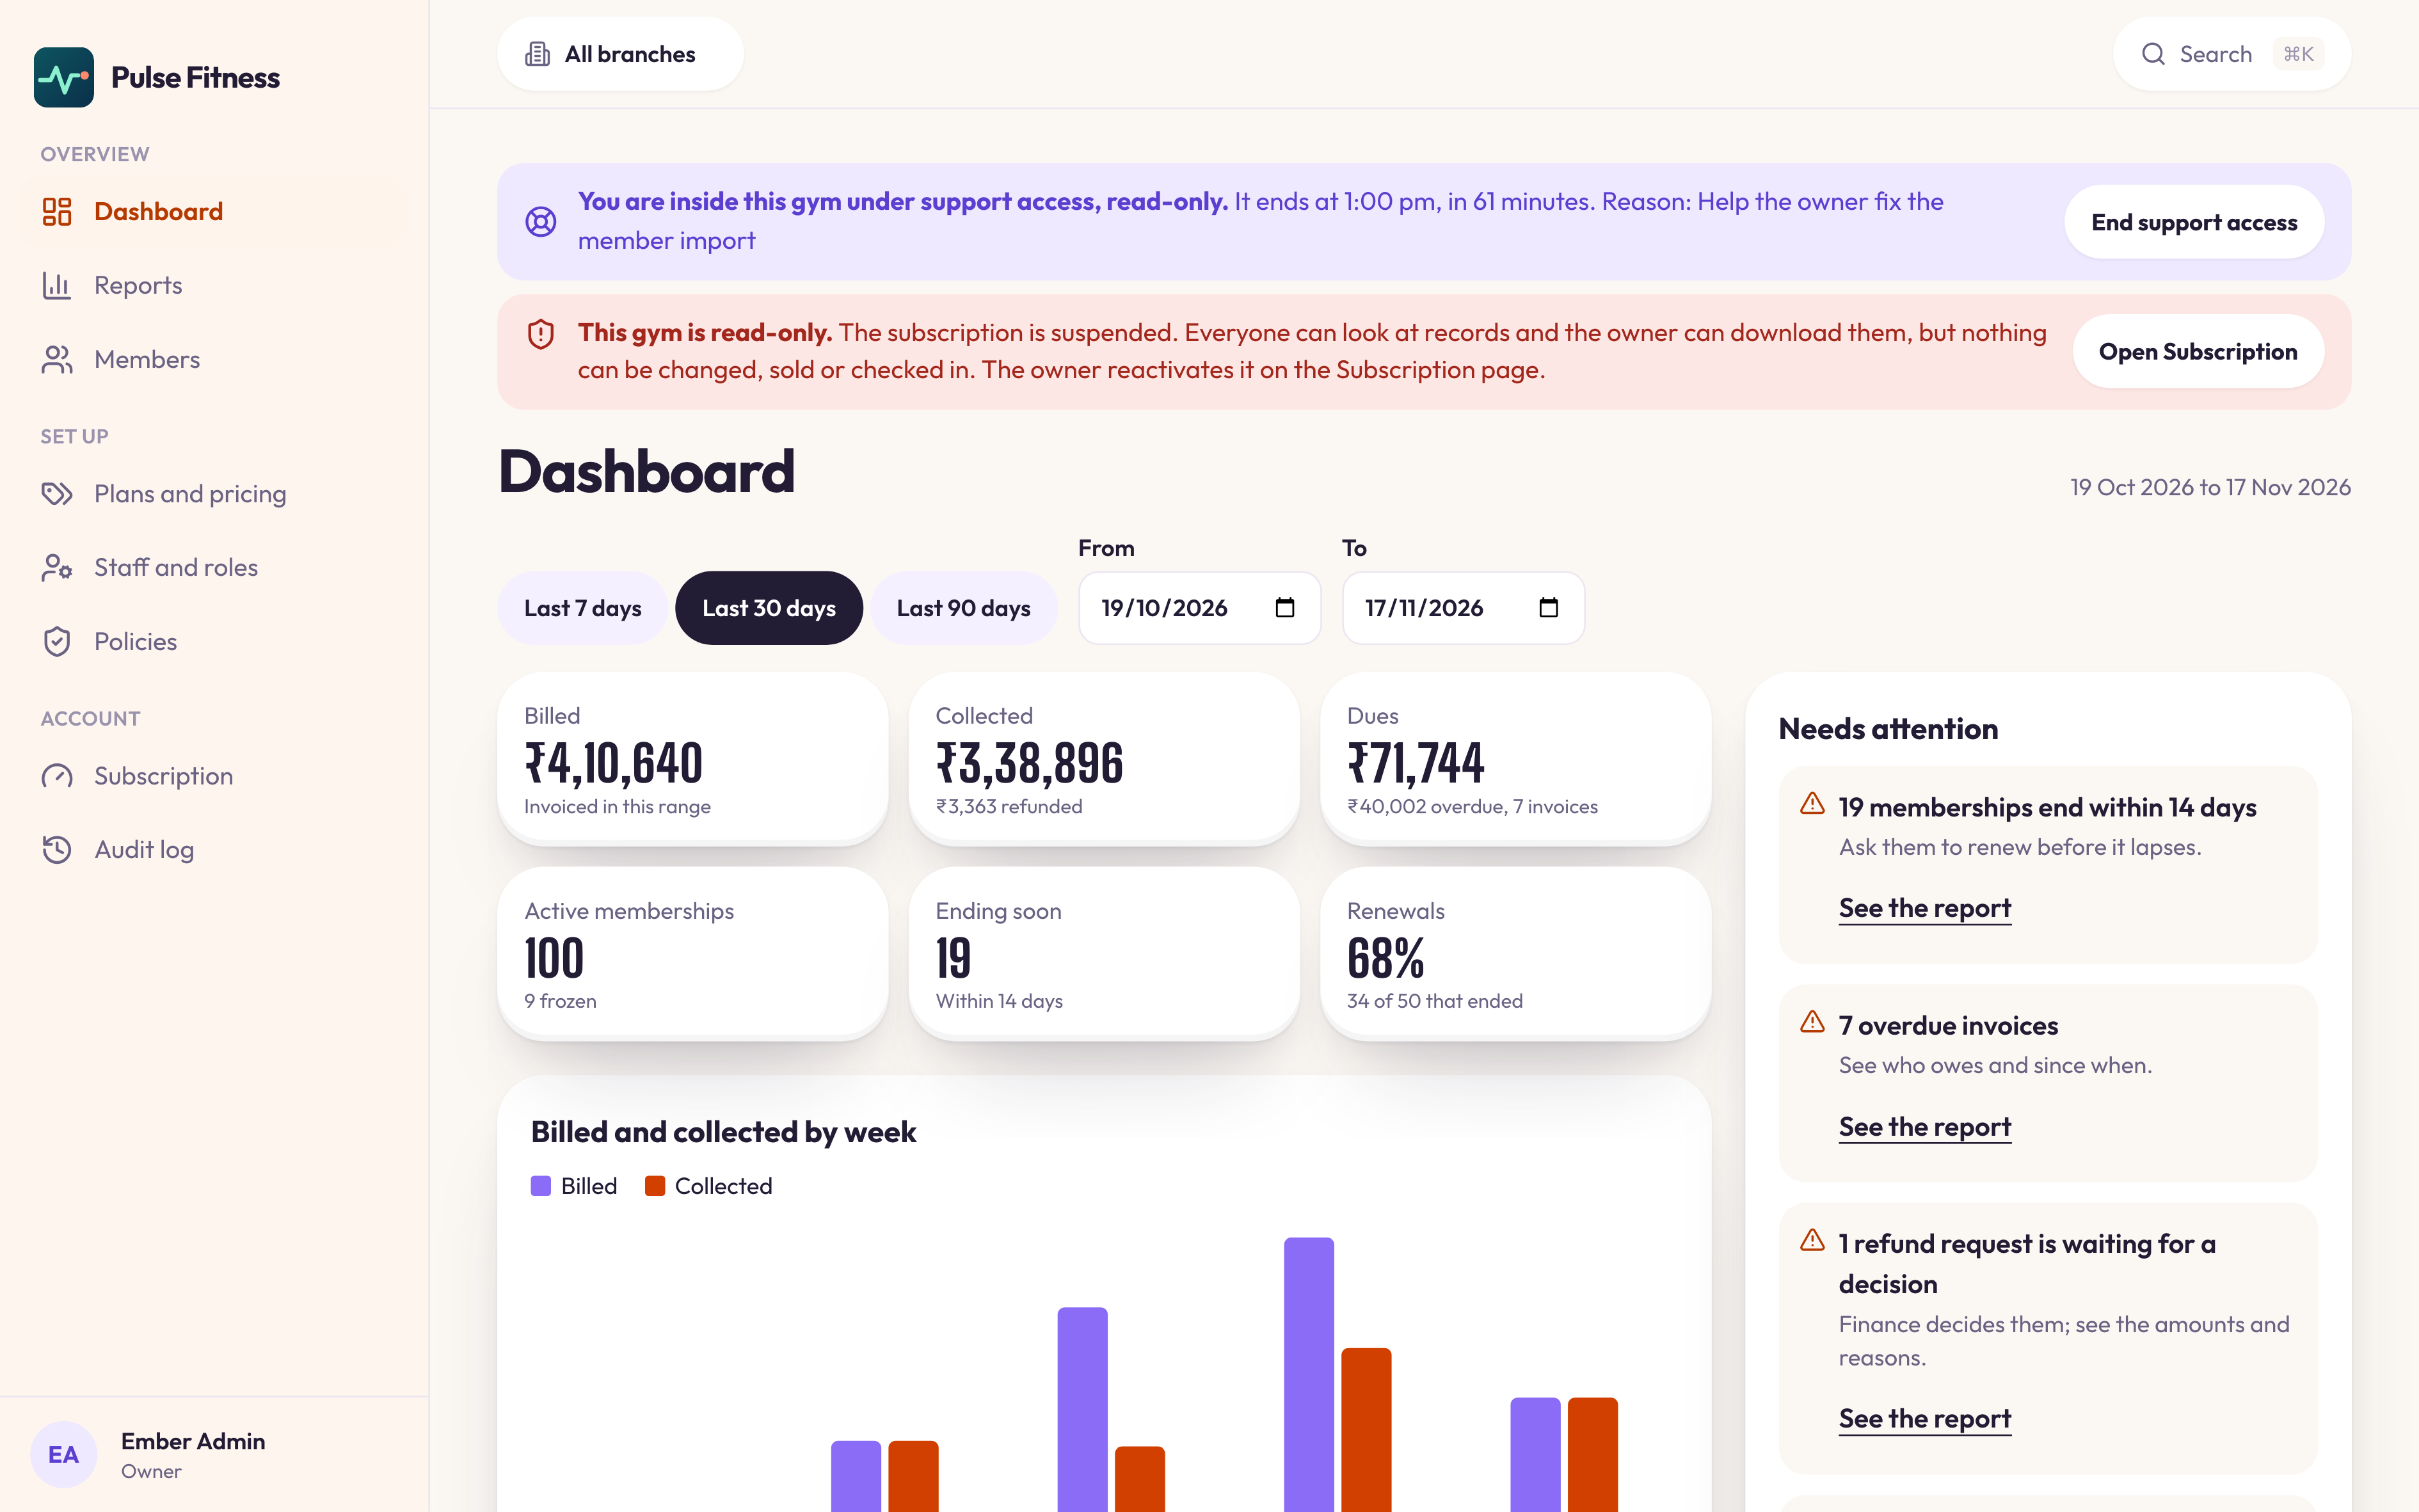 Pulse Fitness
OVERVIEW
Dashboard
Reports
Members
SET UP
Plans and pricing
Staff and roles
Policies
ACCOUNT
Subscription
Audit log
EA
Ember Admin
Owner
All branches
Search ⌘K
You are inside this gym under support access, read-only. It ends at 1:00 pm, in 61 minutes. Reason: Help the owner fix the
member import
End support access
This gym is read-only. The subscription is suspended. Everyone can look at records and the owner can download them, but nothing
can be changed, sold or checked in. The owner reactivates it on the Subscription page.
Open Subscription
Dashboard
19 Oct 2026 to 17 Nov 2026
Last 7 days
Last 30 days
Last 90 days
From
19/10/2026
To
17/11/2026
Billed
₹4,10,640
Invoiced in this range
Collected
₹3,38,896
₹3,363 refunded
Dues
₹71,744
₹40,002 overdue, 7 invoices
Active memberships
100
9 frozen
Ending soon
19
Within 14 days
Renewals
68%
34 of 50 that ended
Billed and collected by week
Billed
Collected
Needs attention
19 memberships end within 14 days
Ask them to renew before it lapses.
See the report
7 overdue invoices
See who owes and since when.
See the report
1 refund request is waiting for a
decision
Finance decides them; see the amounts and
reasons.
See the report